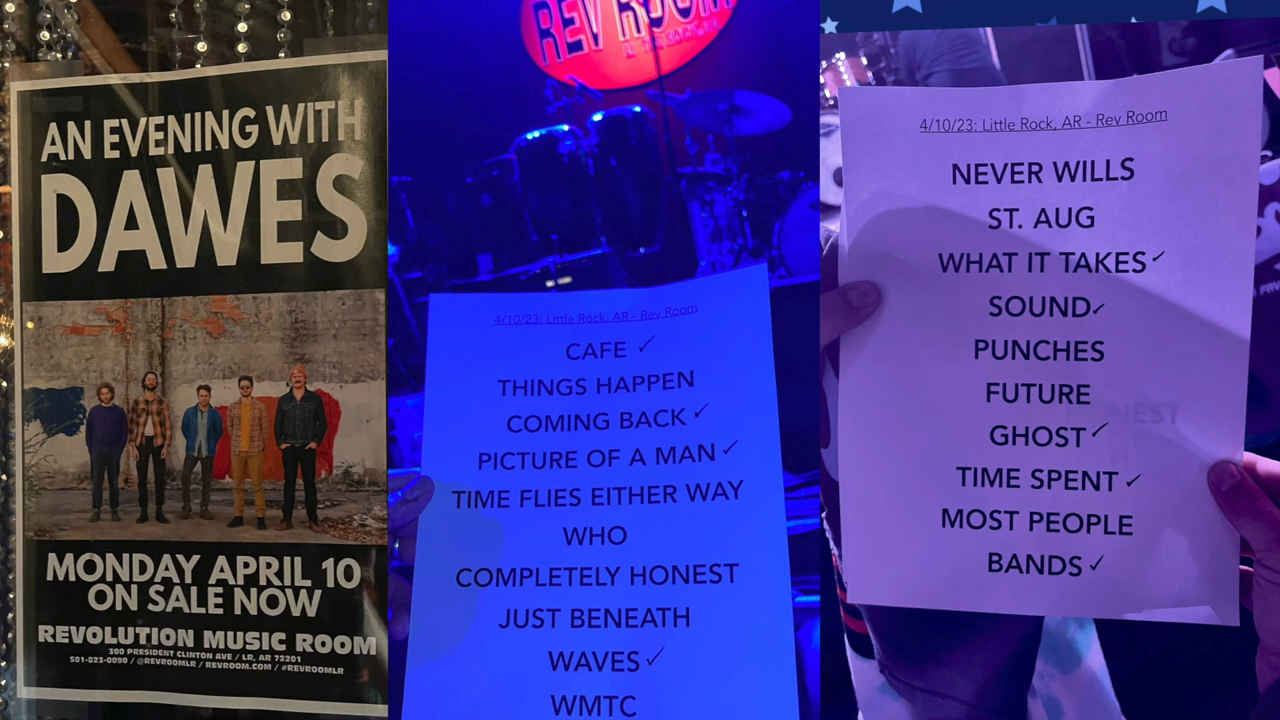 AN EVENING WITH
DAWES
MONDAY APRIL 10
ON SALE NOW
REVOLUTION MUSIC ROOM
300 PRESIDENT CLINTON AVE / LR, AR 72201
501-823-0090 / @REVROOMLR / REVROOM.COM / #REVROOMLR
REV ROOM
4/10/23: Little Rock, AR - Rev Room
CAFE ✓
THINGS HAPPEN
COMING BACK ✓
PICTURE OF A MAN ✓
TIME FLIES EITHER WAY
WHO
COMPLETELY HONEST
JUST BENEATH
WAVES ✓
WMTC
4/10/23: Little Rock, AR - Rev Room
NEVER WILLS
ST. AUG
WHAT IT TAKES ✓
SOUND ✓
PUNCHES
FUTURE
GHOST ✓
TIME SPENT ✓
MOST PEOPLE
BANDS ✓